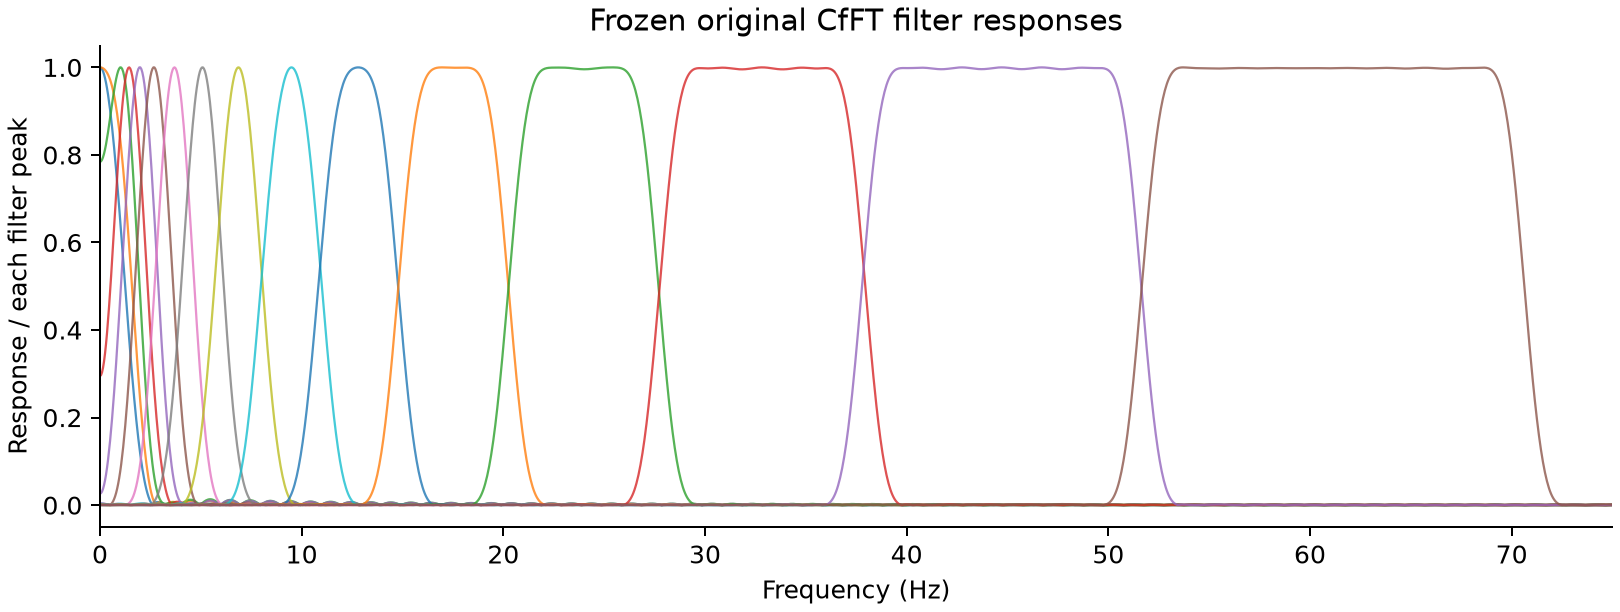 Frozen original CfFT filter responses
Response / each filter peak
1.0
0.8
0.6
0.4
0.2
0.0
0 10 20 30 40 50 60 70
Frequency (Hz)